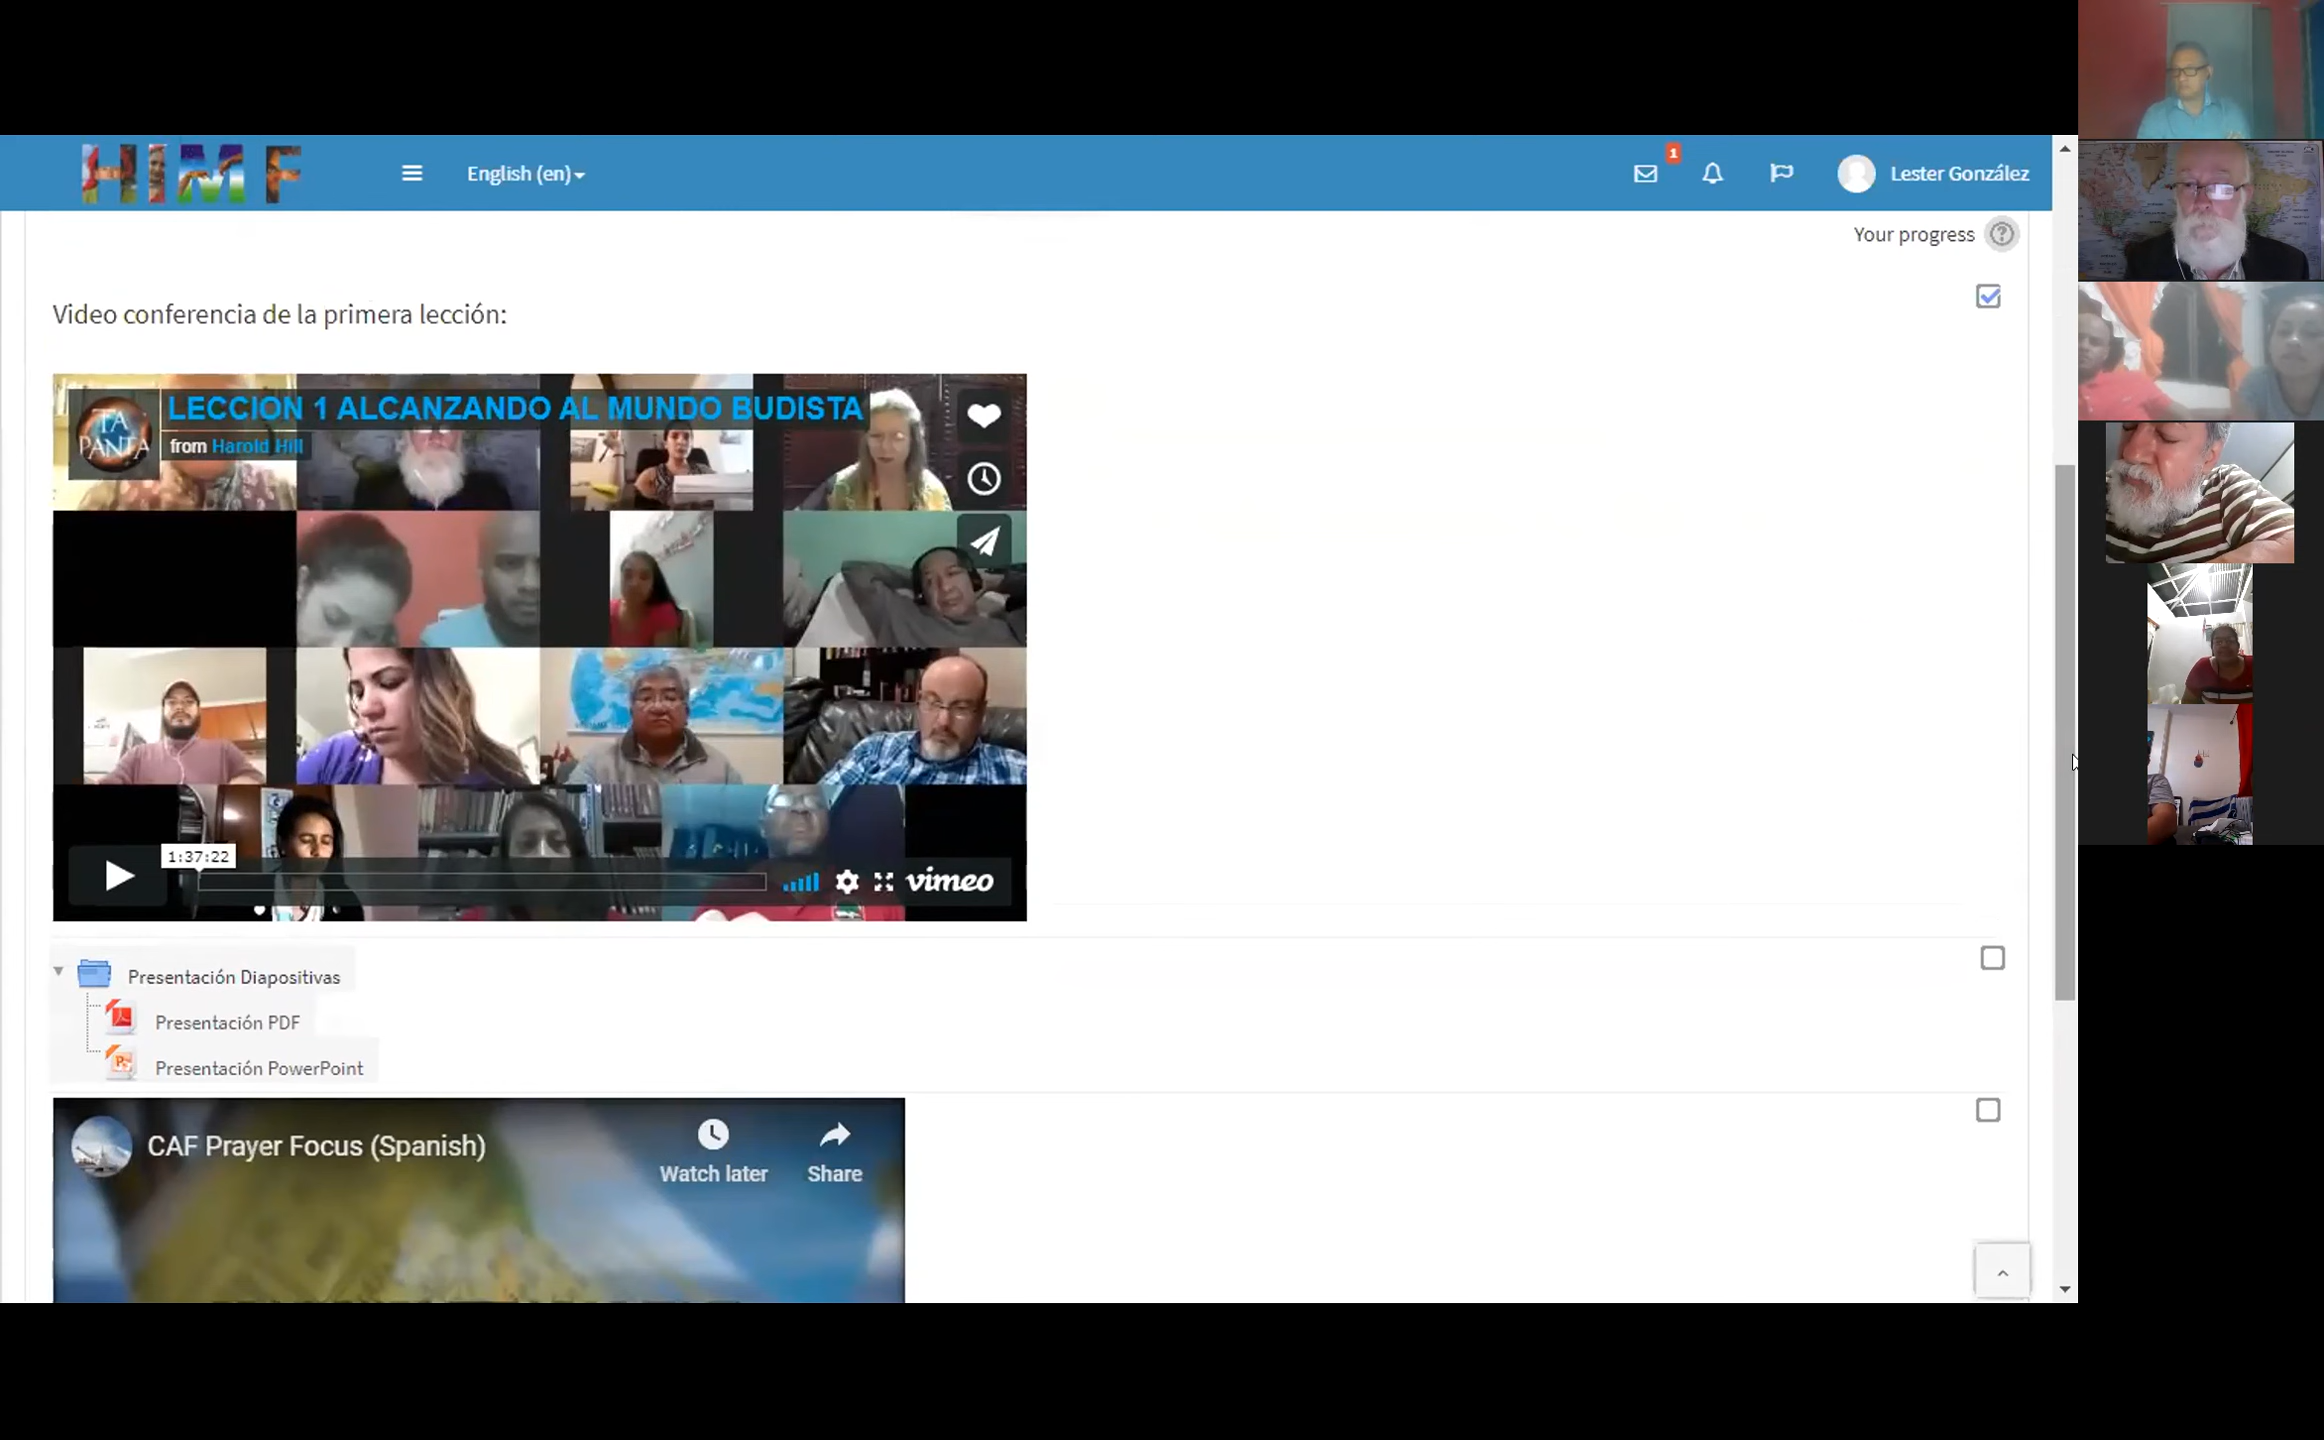 HIMF
English (en)
1
Lester González
Your progress
Video conferencia de la primera lección:
TA PANTA
LECCION 1 ALCANZANDO AL MUNDO BUDISTA
from Harold Hill
1:37:22
vimeo
Presentación Diapositivas
Presentación PDF
Presentación PowerPoint
CAF Prayer Focus (Spanish)
Watch later
Share